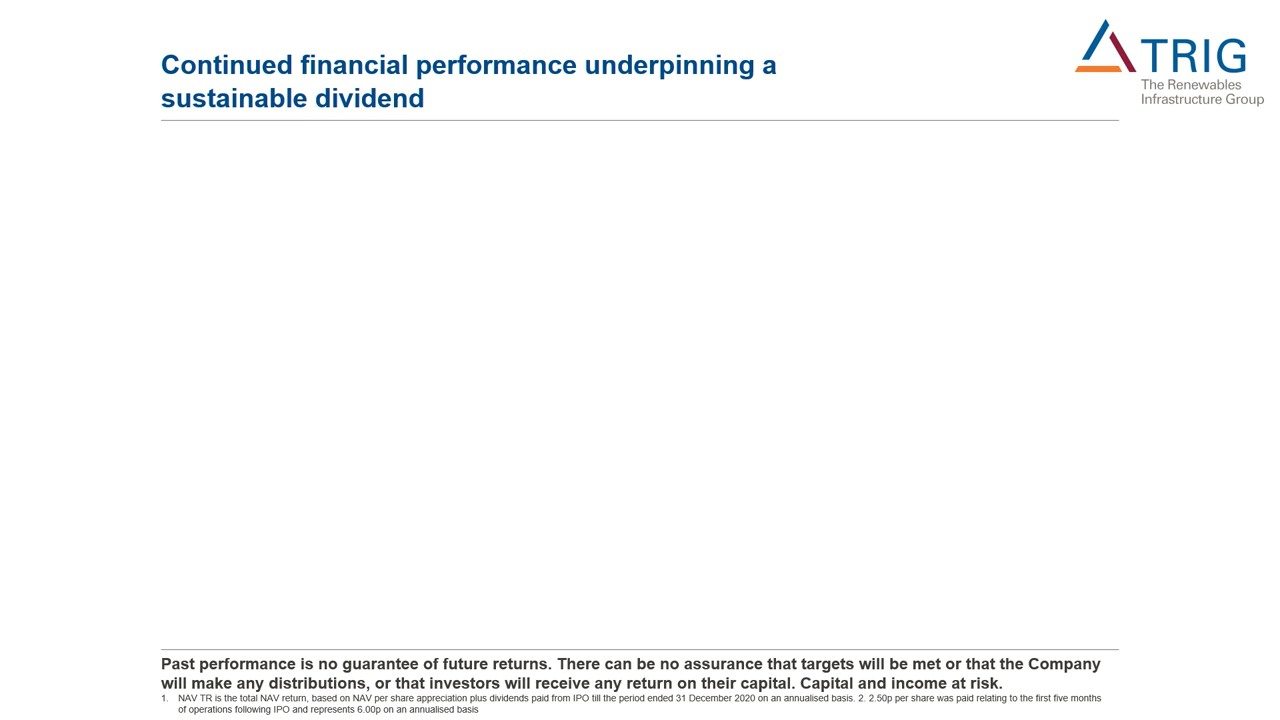 Continued financial performance underpinning a
sustainable dividend
TRIG
The Renewables
Infrastructure Group
Past performance is no guarantee of future returns. There can be no assurance that targets will be met or that the Company
will make any distributions, or that investors will receive any return on their capital. Capital and income at risk.
1. NAV TR is the total NAV return, based on NAV per share appreciation plus dividends paid from IPO till the period ended 31 December 2020 on an annualised basis. 2. 2.50p per share was paid relating to the first five months
of operations following IPO and represents 6.00p on an annualised basis